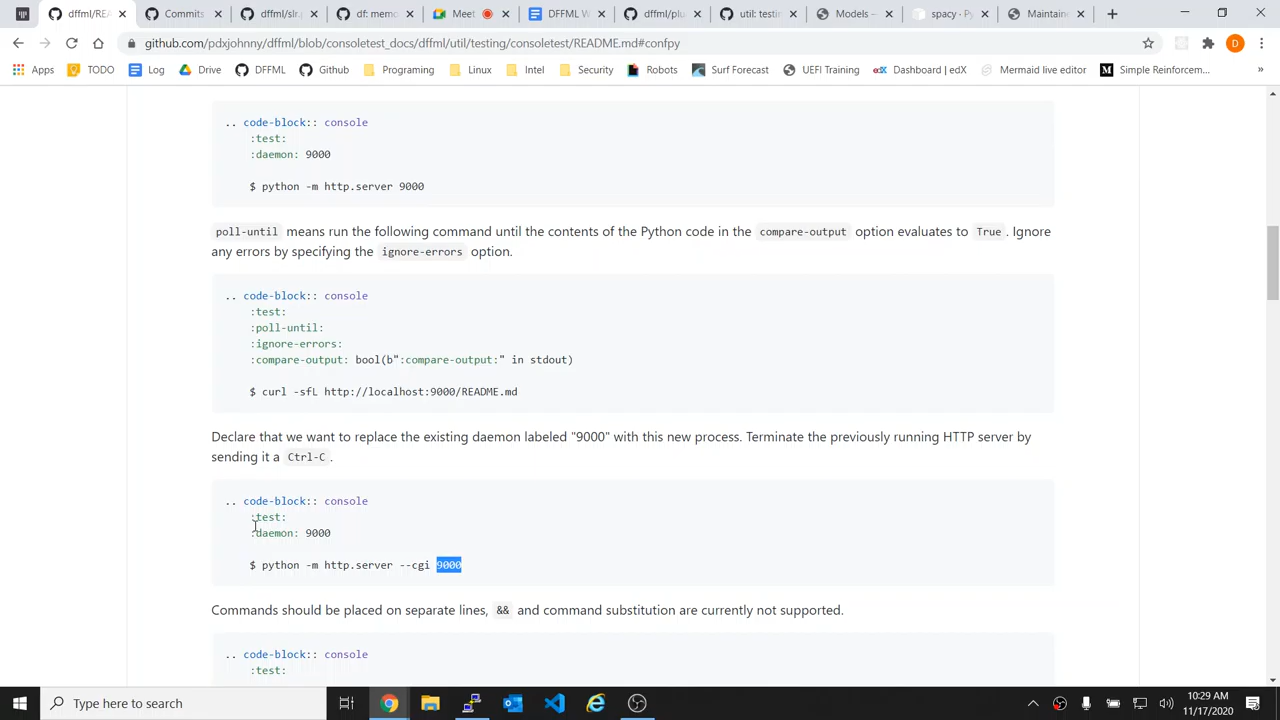 dffml/REA
Commits
dffml/slr.p
df: mem
Meet
DFFML W
dffml/plu
util: testin
Models –
spacy · Py
Maintaine
github.com/pdxjohnny/dffml/blob/consoletest_docs/dffml/util/testing/consoletest/README.md#confpy
D
Apps
TODO
Log
Drive
DFFML
Github
Programing
Linux
Intel
Security
Robots
Surf Forecast
UEFI Training
Dashboard | edX
Mermaid live editor
Simple Reinforcem...
»
.. code-block:: console
:test:
:daemon: 9000
$ python -m http.server 9000
poll-until means run the following command until the contents of the Python code in the compare-output option evaluates to True. Ignore
any errors by specifying the ignore-errors option.
.. code-block:: console
:test:
:poll-until:
:ignore-errors:
:compare-output: bool(b":compare-output:" in stdout)
$ curl -sfL http://localhost:9000/README.md
Declare that we want to replace the existing daemon labeled "9000" with this new process. Terminate the previously running HTTP server by
sending it a Ctrl-C.
.. code-block:: console
:test:
:daemon: 9000
$ python -m http.server --cgi 9000
Commands should be placed on separate lines, && and command substitution are currently not supported.
.. code-block:: console
:test:
Type here to search
10:29 AM
11/17/2020